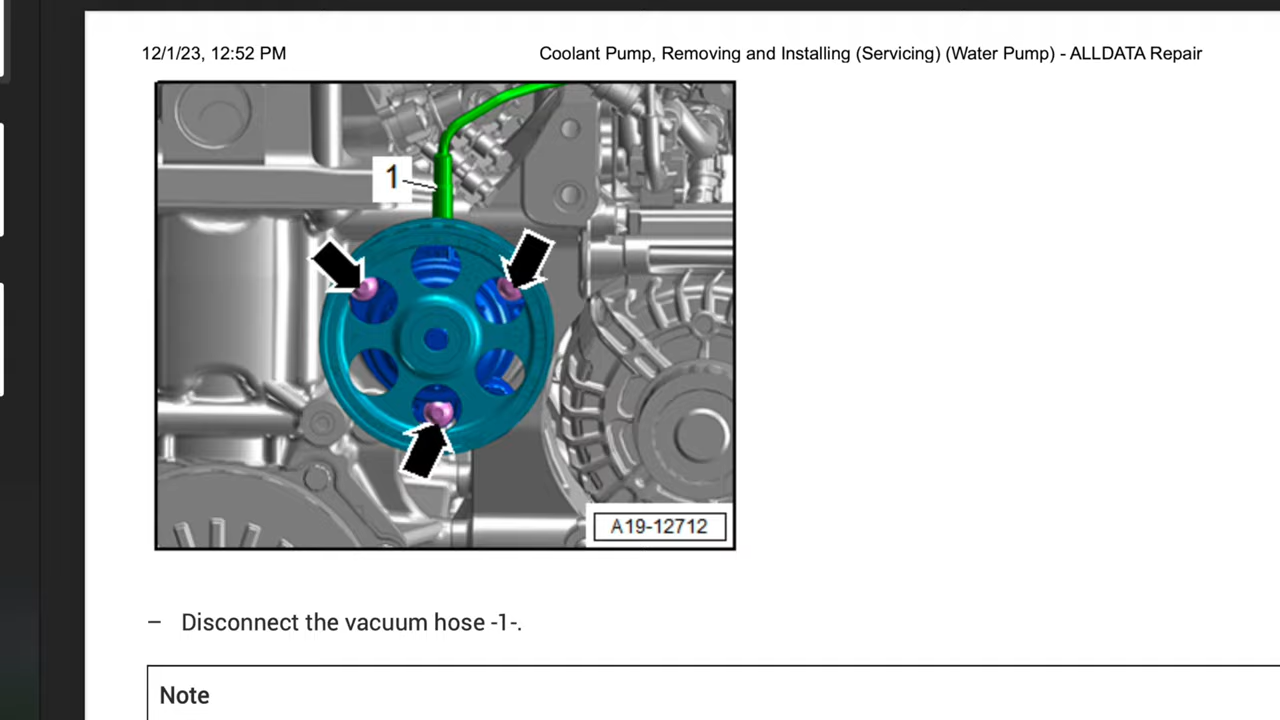 12/1/23, 12:52 PM
Coolant Pump, Removing and Installing (Servicing) (Water Pump) - ALLDATA Repair
1
A19-12712
– Disconnect the vacuum hose -1-.
Note